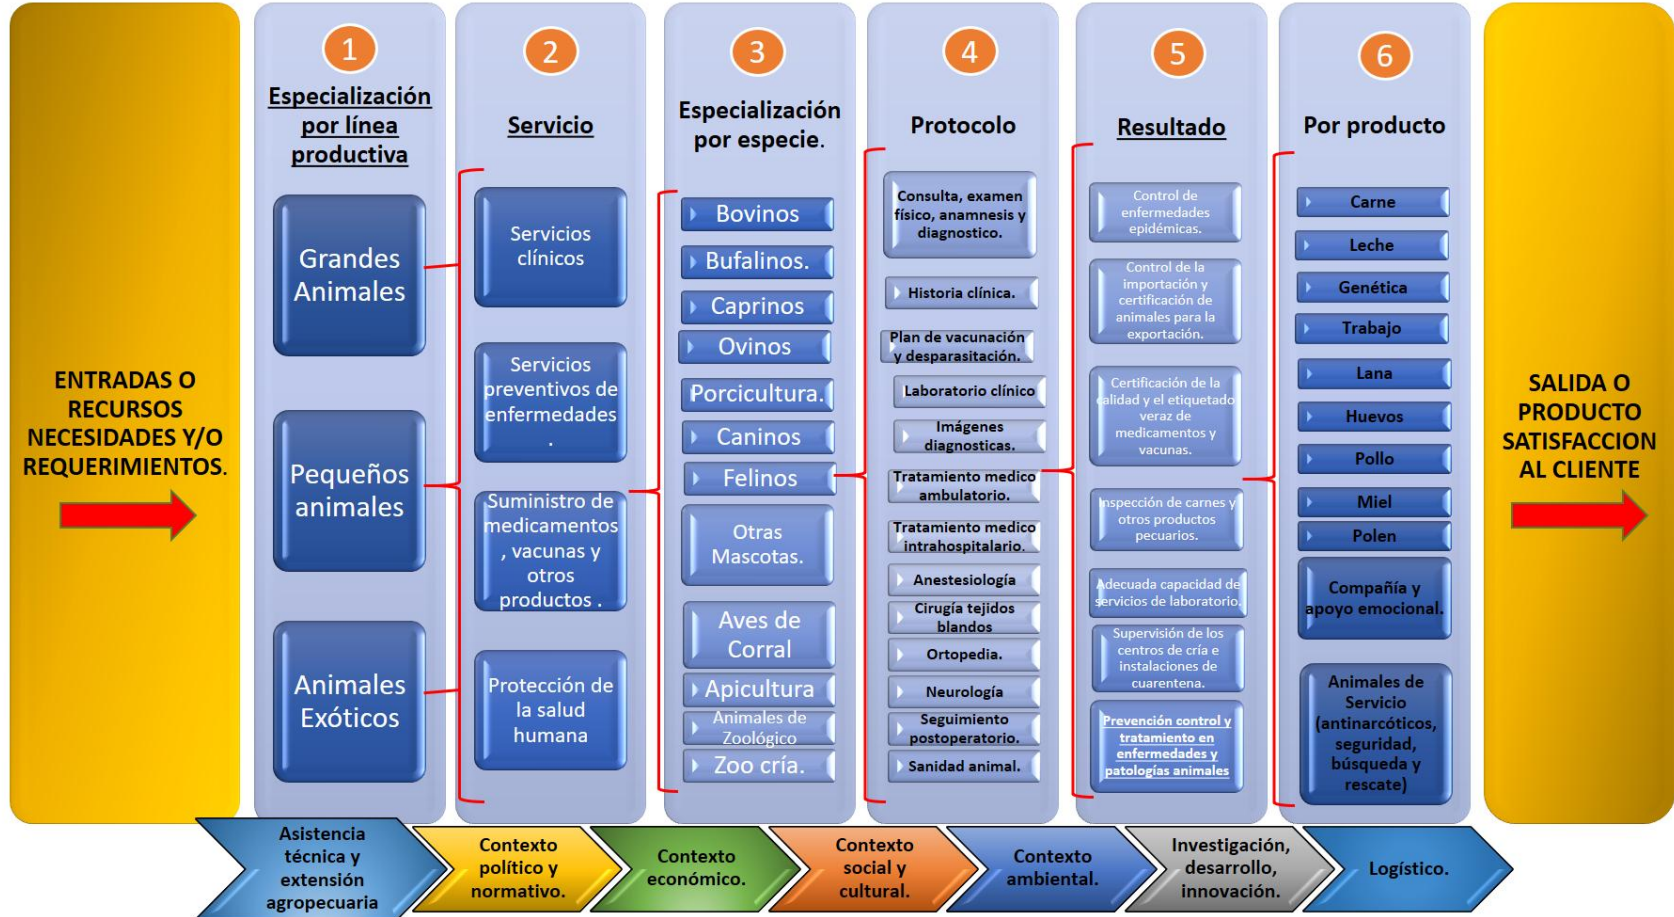 ENTRADAS O
RECURSOS
NECESIDADES Y/O
REQUERIMIENTOS.
1
Especialización
por línea
productiva
Grandes
Animales
Pequeños
animales
Animales
Exóticos
2
Servicio
Servicios
clínicos
Servicios
preventivos de
enfermedades
.
Suministro de
medicamentos
, vacunas y
otros
productos .
Protección de
la salud
humana
3
Especialización
por especie.
Bovinos
Bufalinos.
Caprinos
Ovinos
Porcicultura.
Caninos
Felinos
Otras
Mascotas.
Aves de
Corral
Apicultura
Animales de
Zoológico
Zoo cría.
4
Protocolo
Consulta, examen
físico, anamnesis y
diagnostico.
Historia clínica.
Plan de vacunación
y desparasitación.
Laboratorio clínico
Imágenes
diagnosticas.
Tratamiento medico
ambulatorio.
Tratamiento medico
intrahospitalario.
Anestesiología
Cirugía tejidos
blandos
Ortopedia.
Neurología
Seguimiento
postoperatorio.
Sanidad animal.
5
Resultado
Control de
enfermedades
epidémicas.
Control de la
importación y
certificación de
animales para la
exportación.
Certificación de la
calidad y el etiquetado
veraz de
medicamentos y
vacunas.
Inspección de carnes y
otros productos
pecuarios.
Adecuada capacidad de
servicios de laboratorio.
Supervisión de los
centros de cría e
instalaciones de
cuarentena.
Prevención control y
tratamiento en
enfermedades y
patologías animales
6
Por producto
Carne
Leche
Genética
Trabajo
Lana
Huevos
Pollo
Miel
Polen
Compañía y
apoyo emocional.
Animales de
Servicio
(antinarcóticos,
seguridad,
búsqueda y
rescate)
SALIDA O
PRODUCTO
SATISFACCION
AL CLIENTE
Asistencia
técnica y
extensión
agropecuaria
Contexto
político y
normativo.
Contexto
económico.
Contexto
social y
cultural.
Contexto
ambiental.
Investigación,
desarrollo,
innovación.
Logístico.